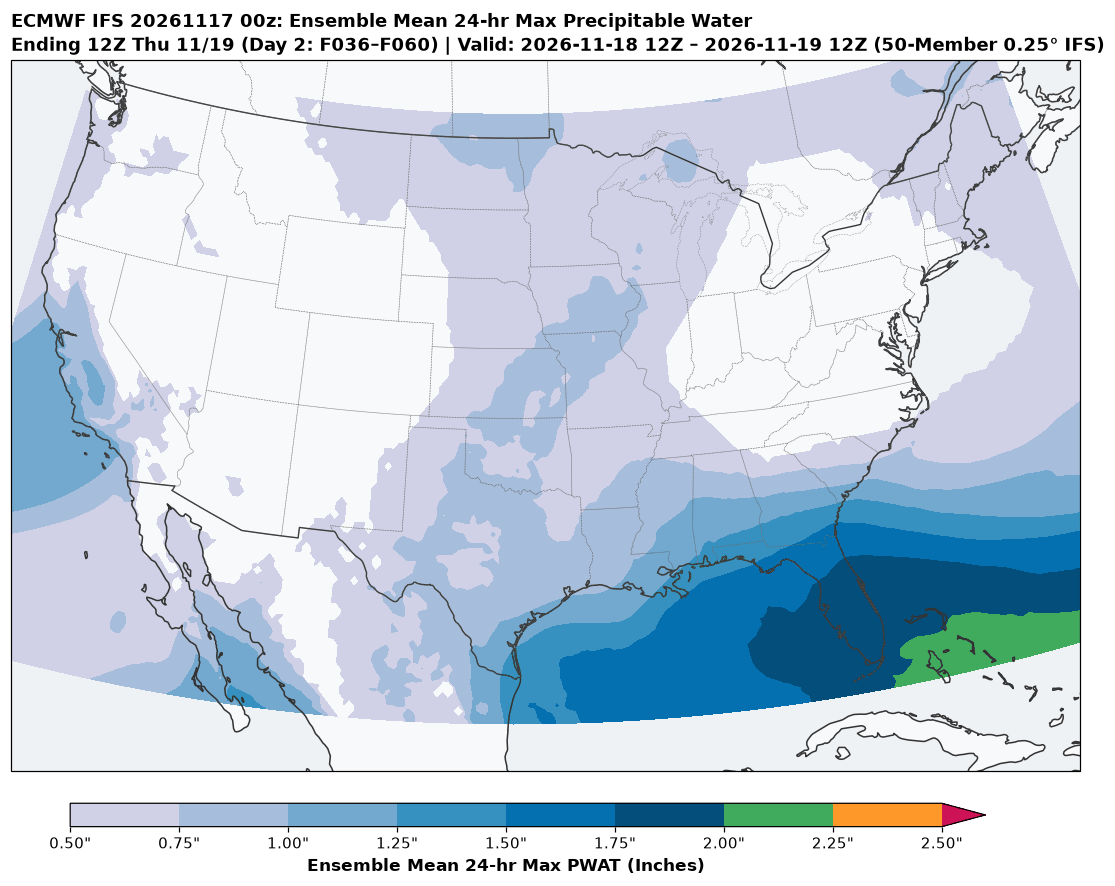 ECMWF IFS 20261117 00z: Ensemble Mean 24-hr Max Precipitable Water
Ending 12Z Thu 11/19 (Day 2: F036–F060) | Valid: 2026-11-18 12Z – 2026-11-19 12Z (50-Member 0.25° IFS)
0.50" 0.75" 1.00" 1.25" 1.50" 1.75" 2.00" 2.25" 2.50"
Ensemble Mean 24-hr Max PWAT (Inches)